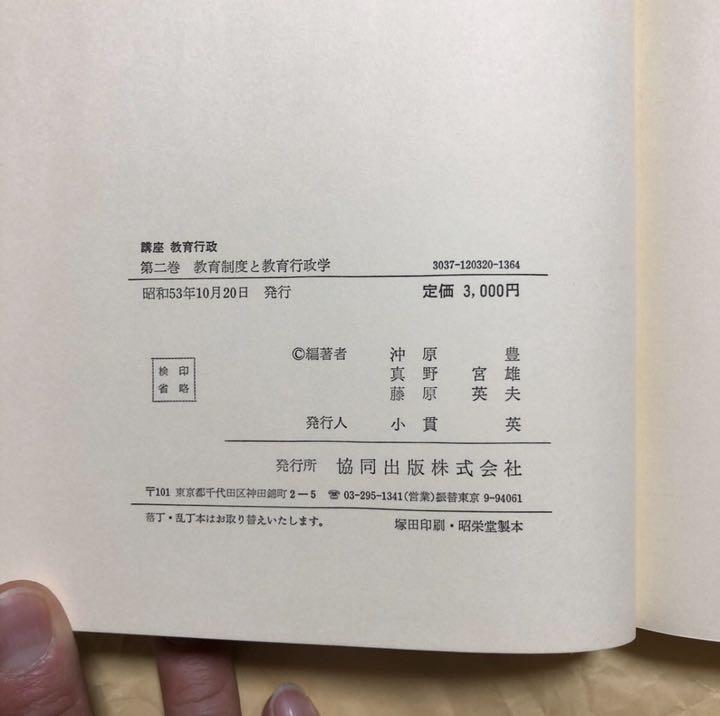 講座 教育行政
第二巻 教育制度と教育行政学 3037-120320-1364
昭和53年10月20日 発行 定価 3,000円
©編著者 沖原 豊
真野 宮雄
藤原 英夫
検印
省略
発行人 小貫 英
発行所 協同出版株式会社
〒101 東京都千代田区神田錦町2-5 ☎ 03-295-1341(営業)振替東京 9-94061
落丁・乱丁本はお取り替えいたします。 塚田印刷・昭栄堂製本